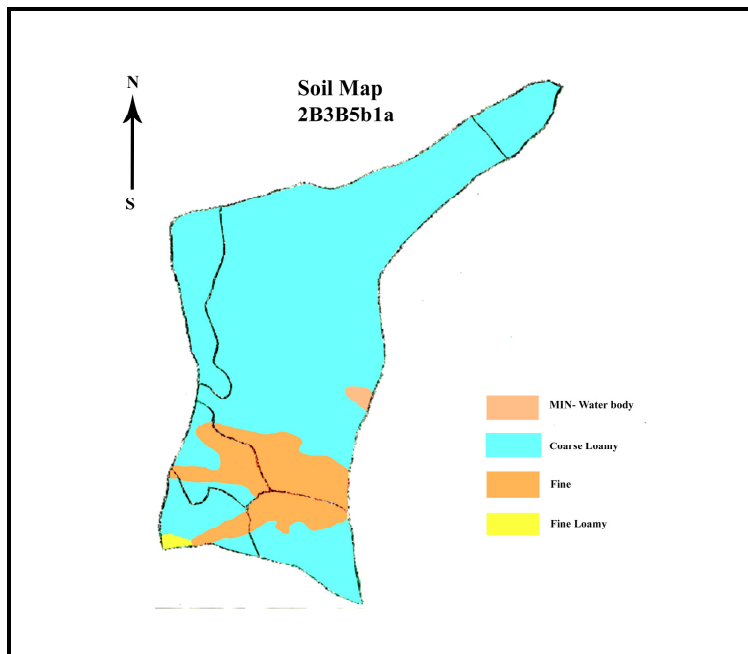 N
Soil Map
2B3B5b1a
S
MIN- Water body
Coarse Loamy
Fine
Fine Loamy